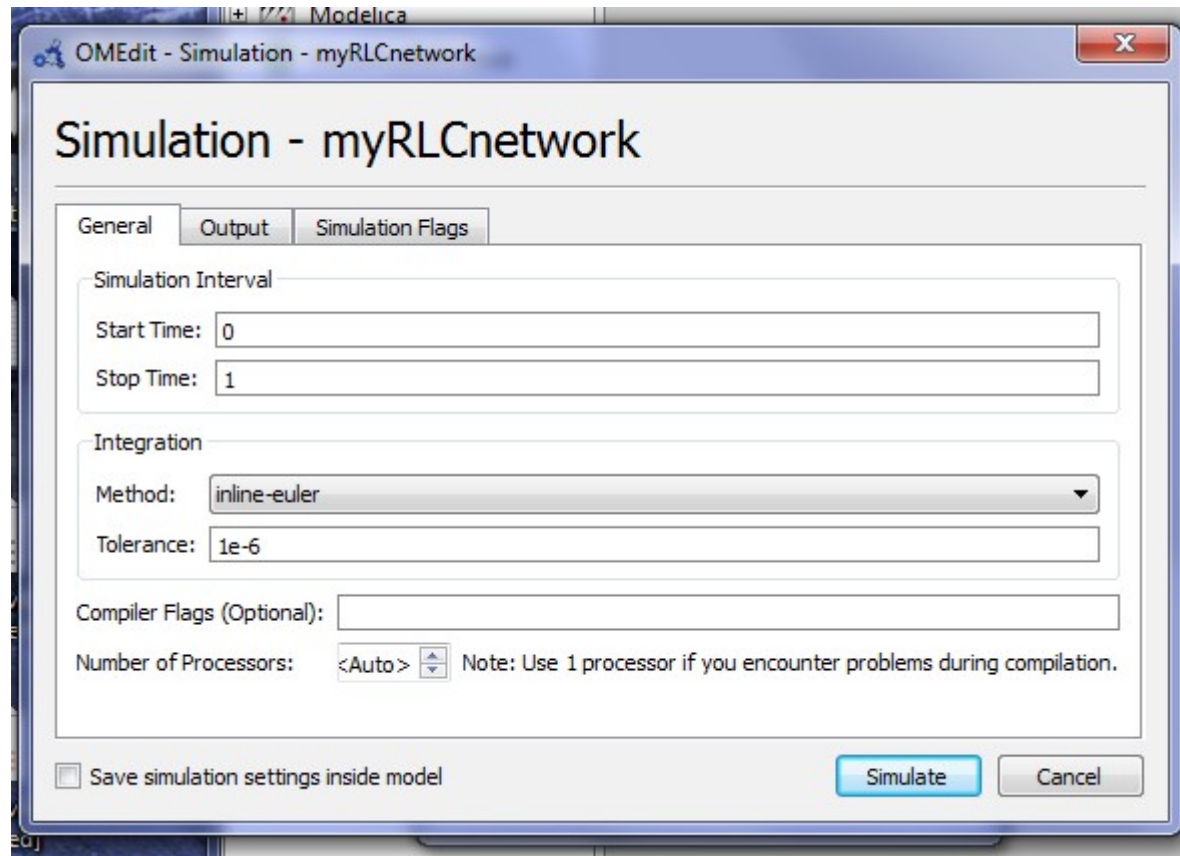 Modelica
OMEdit - Simulation - myRLCnetwork
Simulation - myRLCnetwork
General Output Simulation Flags
Simulation Interval
Start Time: 0
Stop Time: 1
Integration
Method: inline-euler
Tolerance: 1e-6
Compiler Flags (Optional):
Number of Processors: <Auto> Note: Use 1 processor if you encounter problems during compilation.
Save simulation settings inside model Simulate Cancel